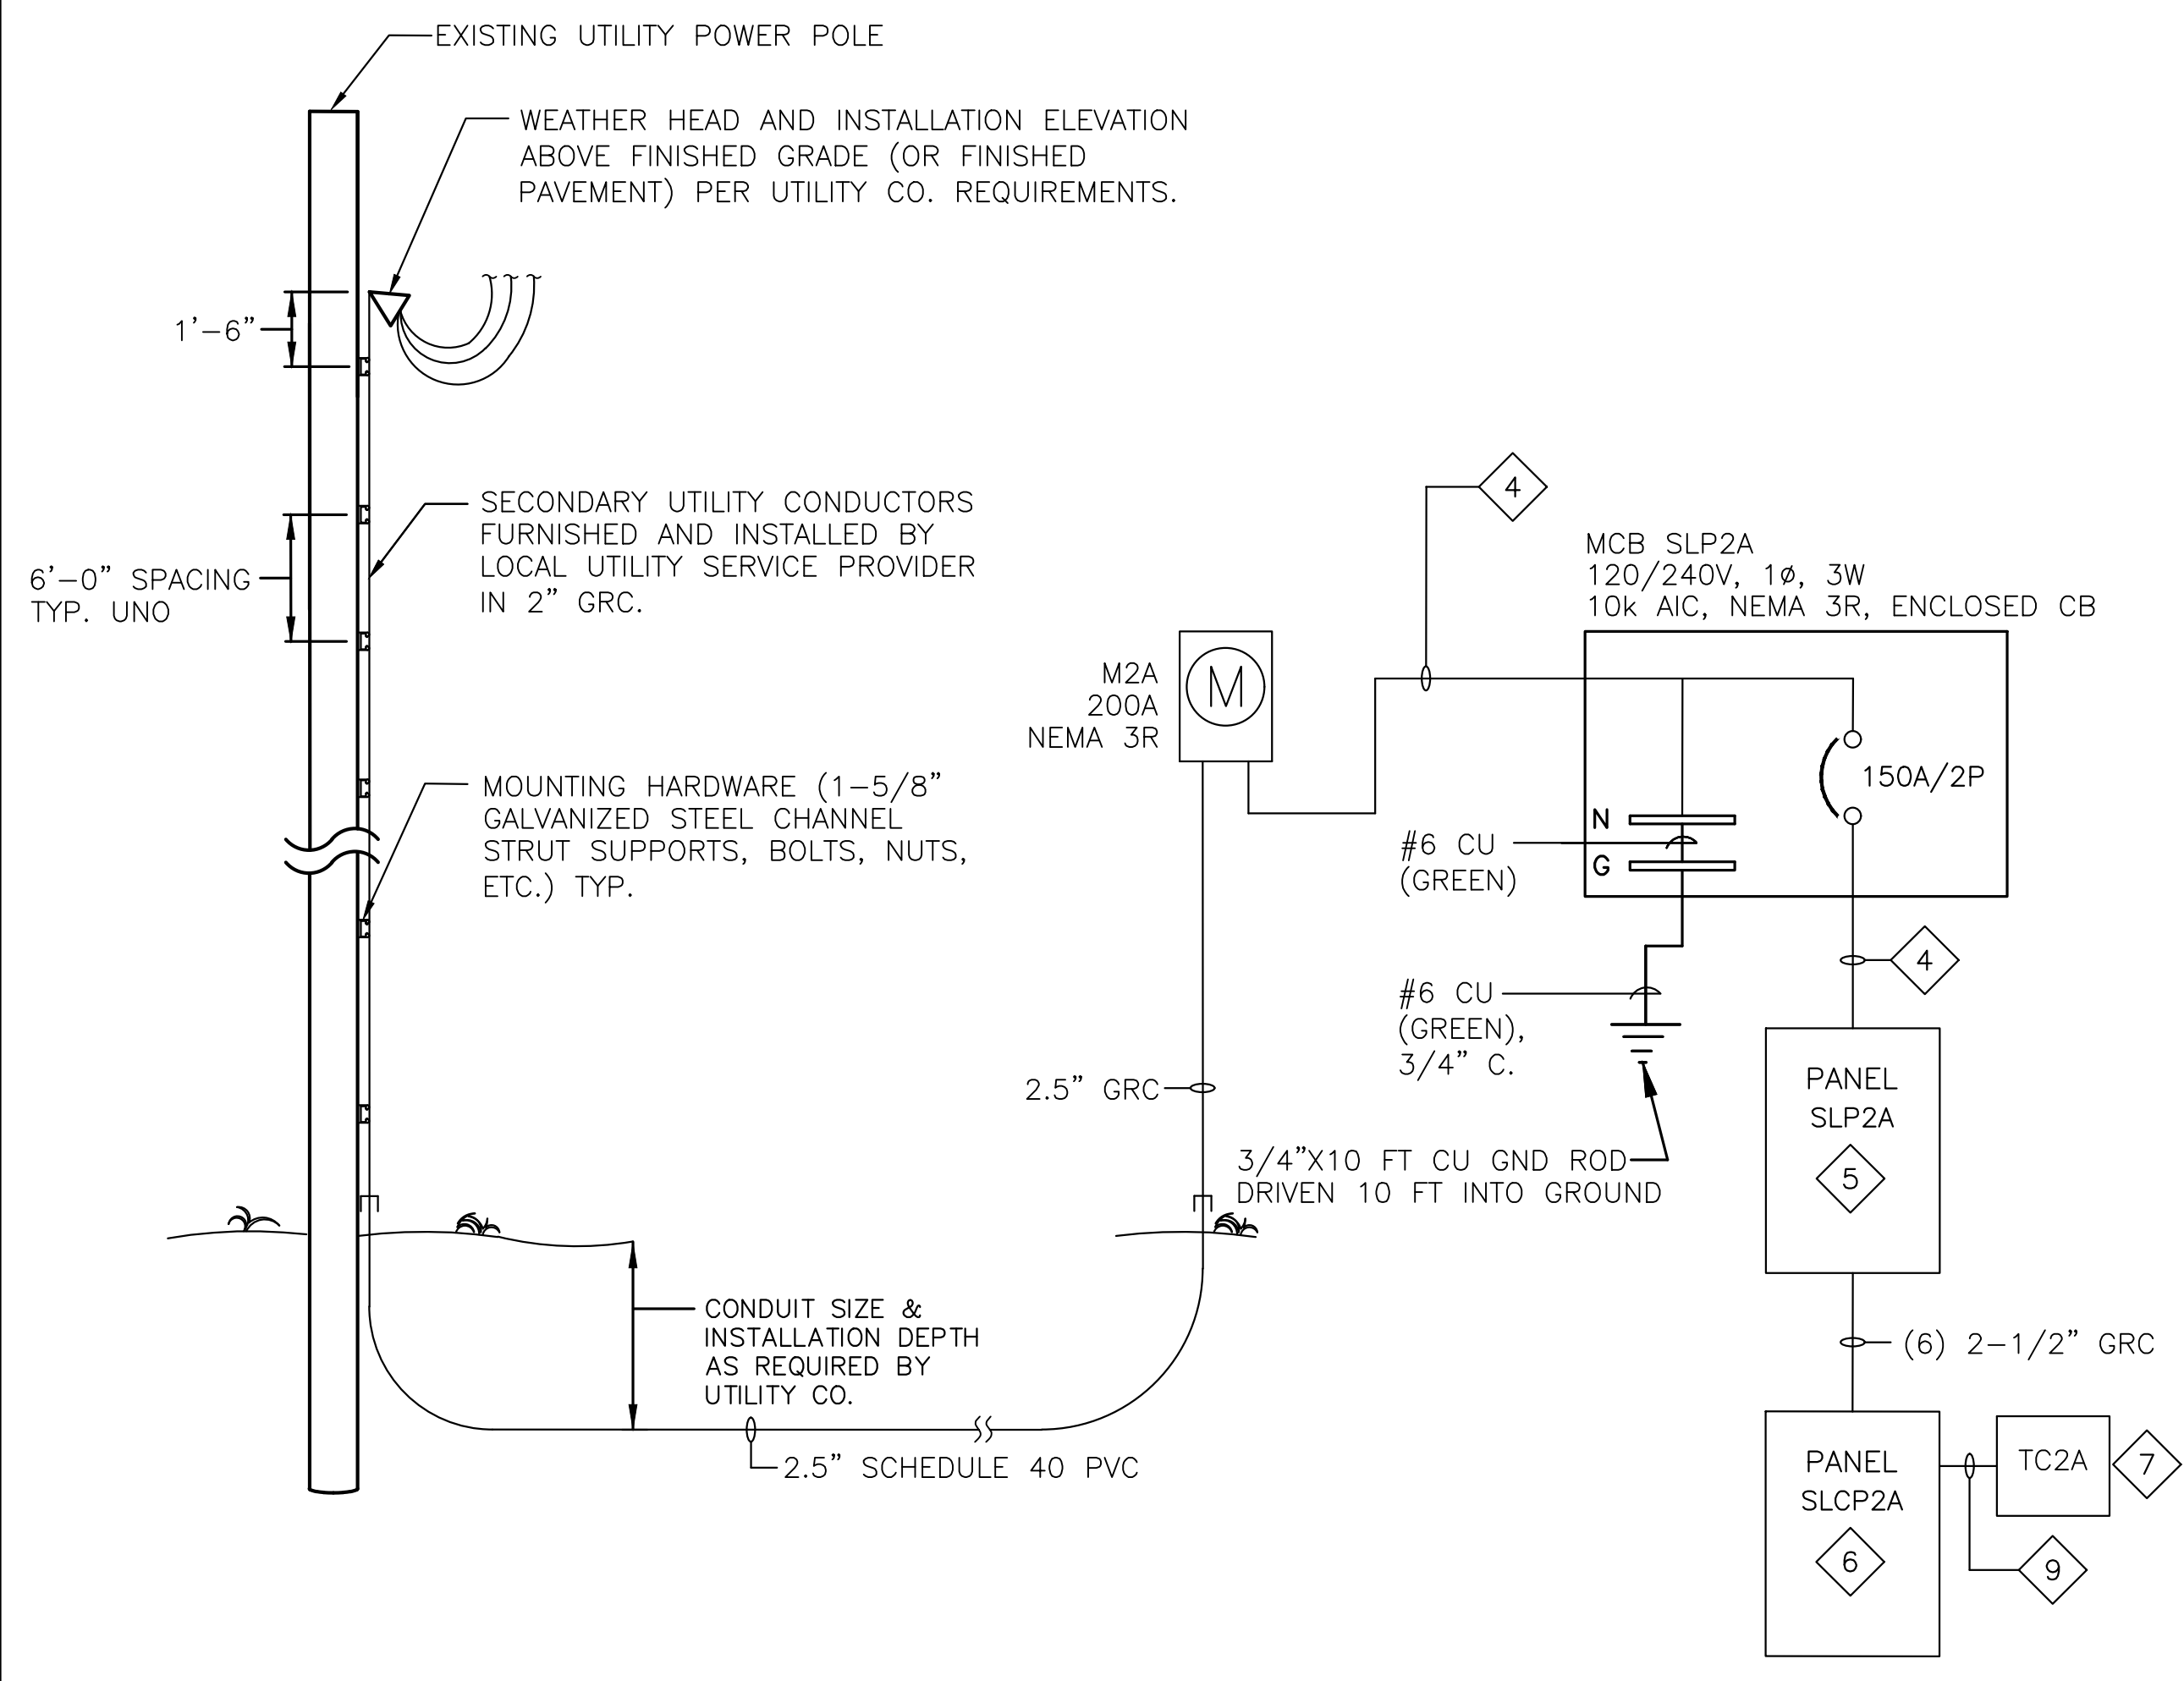 EXISTING UTILITY POWER POLE
WEATHER HEAD AND INSTALLATION ELEVATION
ABOVE FINISHED GRADE (OR FINISHED
PAVEMENT) PER UTILITY CO. REQUIREMENTS.
1'-6"
SECONDARY UTILITY CONDUCTORS
FURNISHED AND INSTALLED BY
LOCAL UTILITY SERVICE PROVIDER
IN 2" GRC.
6'-0" SPACING
TYP. UNO
4
MCB SLP2A
120/240V, 1ø, 3W
10k AIC, NEMA 3R, ENCLOSED CB
M2A
200A
NEMA 3R
M
150A/2P
N
G
#6 CU
(GREEN)
MOUNTING HARDWARE (1-5/8"
GALVANIZED STEEL CHANNEL
STRUT SUPPORTS, BOLTS, NUTS,
ETC.) TYP.
4
#6 CU
(GREEN),
3/4" C.
2.5" GRC
3/4"X10 FT CU GND ROD
DRIVEN 10 FT INTO GROUND
PANEL
SLP2A
5
CONDUIT SIZE &
INSTALLATION DEPTH
AS REQUIRED BY
UTILITY CO.
2.5" SCHEDULE 40 PVC
(6) 2-1/2" GRC
PANEL
SLCP2A
6
TC2A
7
9